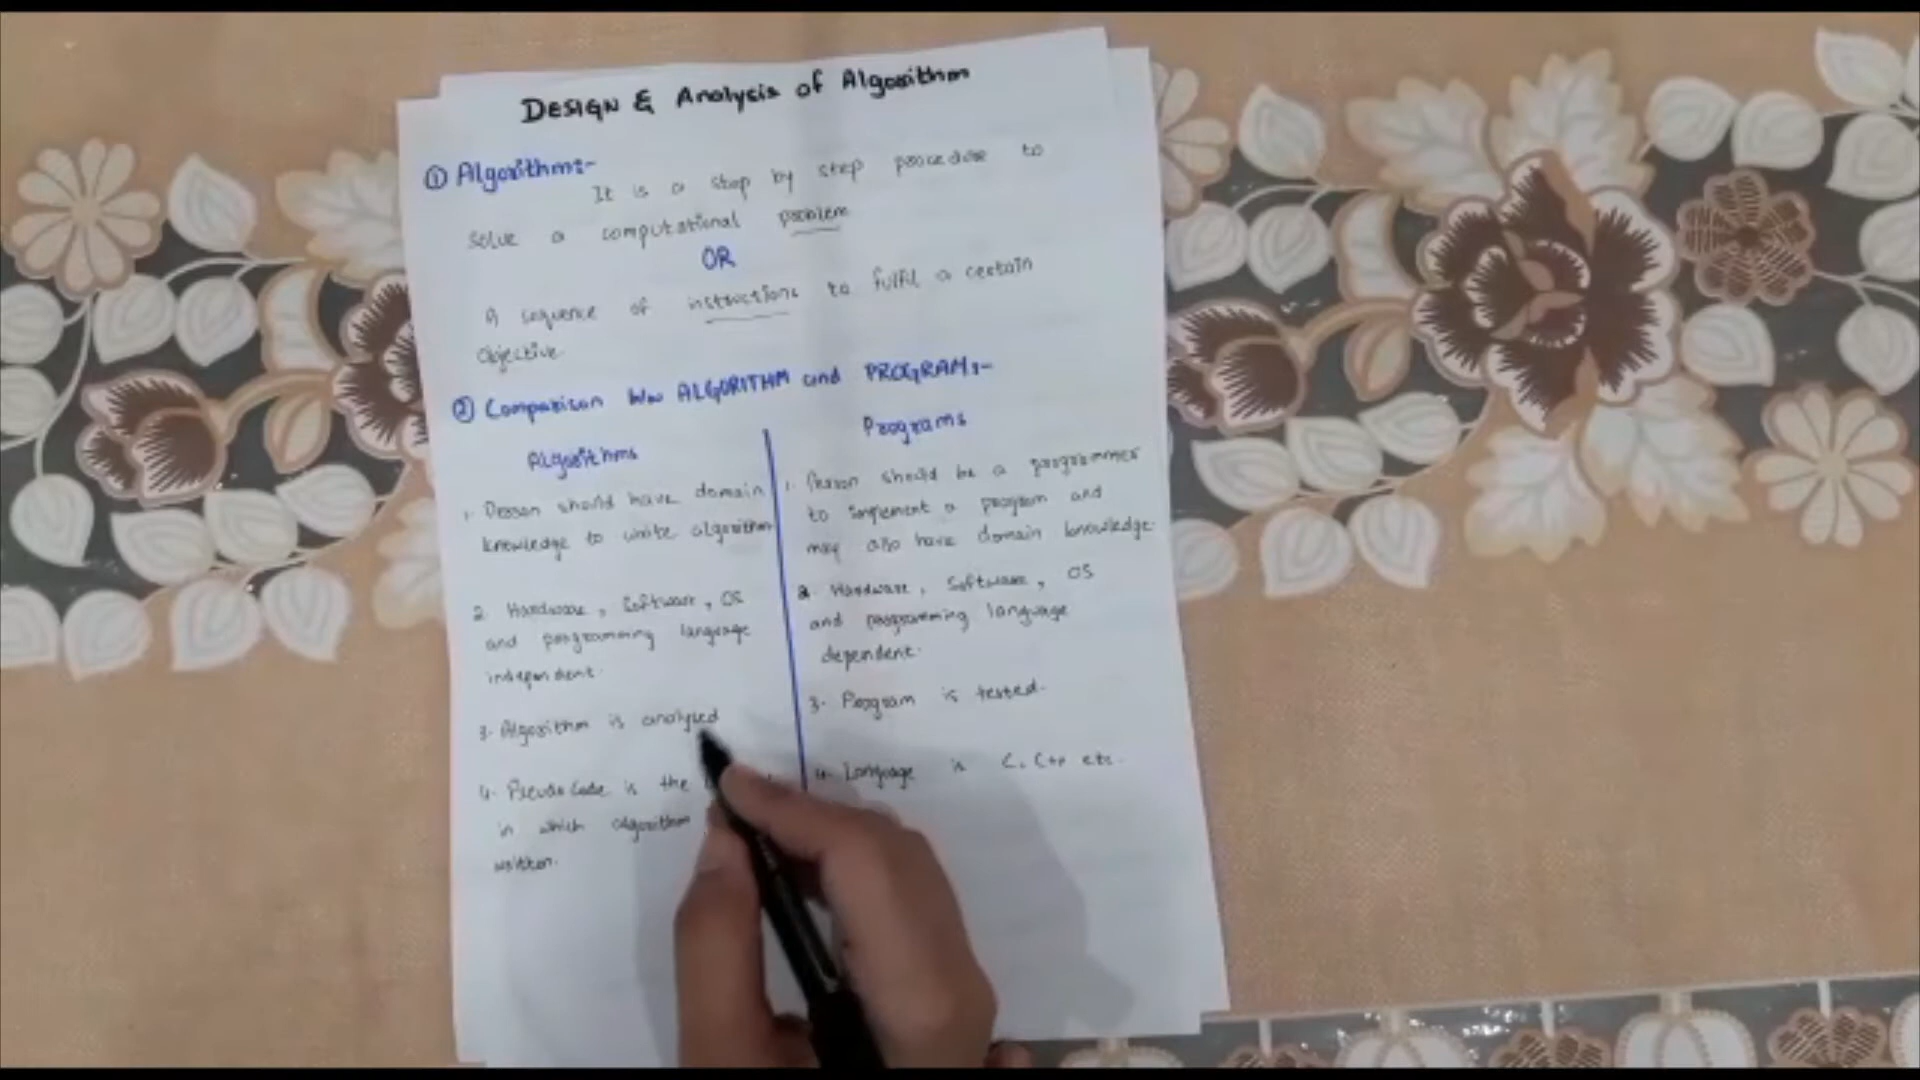 DESIGN & Analysis of Algorithm
① Algorithms:-
It is a step by step procedure to
solve a computational problem
OR
A sequence of instructions to fulfil a certain
Objective.
② Comparison b/w ALGORITHM and PROGRAM:-
Algorithms
1. Person should have domain
knowledge to write algorithm
2. Hardware, Software, OS
and programming language
independent.
3. Algorithm is analysed
4. Pseudo Code is the
in which algorithm
written.
Programs
1. Person should be a programmer
to implement a program and
may also have domain knowledge.
2. Hardware, Software, OS
and programming language
dependent.
3. Program is tested.
4. Language is C, C++ etc.